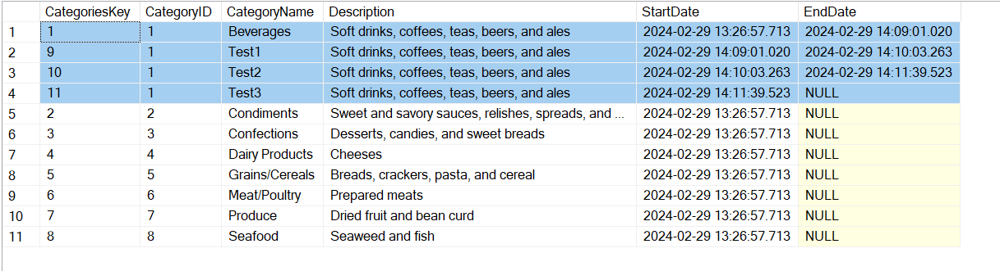 CategoriesKey CategoryID CategoryName Description StartDate EndDate
1 1 1 Beverages Soft drinks, coffees, teas, beers, and ales 2024-02-29 13:26:57.713 2024-02-29 14:09:01.020
2 9 1 Test1 Soft drinks, coffees, teas, beers, and ales 2024-02-29 14:09:01.020 2024-02-29 14:10:03.263
3 10 1 Test2 Soft drinks, coffees, teas, beers, and ales 2024-02-29 14:10:03.263 2024-02-29 14:11:39.523
4 11 1 Test3 Soft drinks, coffees, teas, beers, and ales 2024-02-29 14:11:39.523 NULL
5 2 2 Condiments Sweet and savory sauces, relishes, spreads, and ... 2024-02-29 13:26:57.713 NULL
6 3 3 Confections Desserts, candies, and sweet breads 2024-02-29 13:26:57.713 NULL
7 4 4 Dairy Products Cheeses 2024-02-29 13:26:57.713 NULL
8 5 5 Grains/Cereals Breads, crackers, pasta, and cereal 2024-02-29 13:26:57.713 NULL
9 6 6 Meat/Poultry Prepared meats 2024-02-29 13:26:57.713 NULL
10 7 7 Produce Dried fruit and bean curd 2024-02-29 13:26:57.713 NULL
11 8 8 Seafood Seaweed and fish 2024-02-29 13:26:57.713 NULL